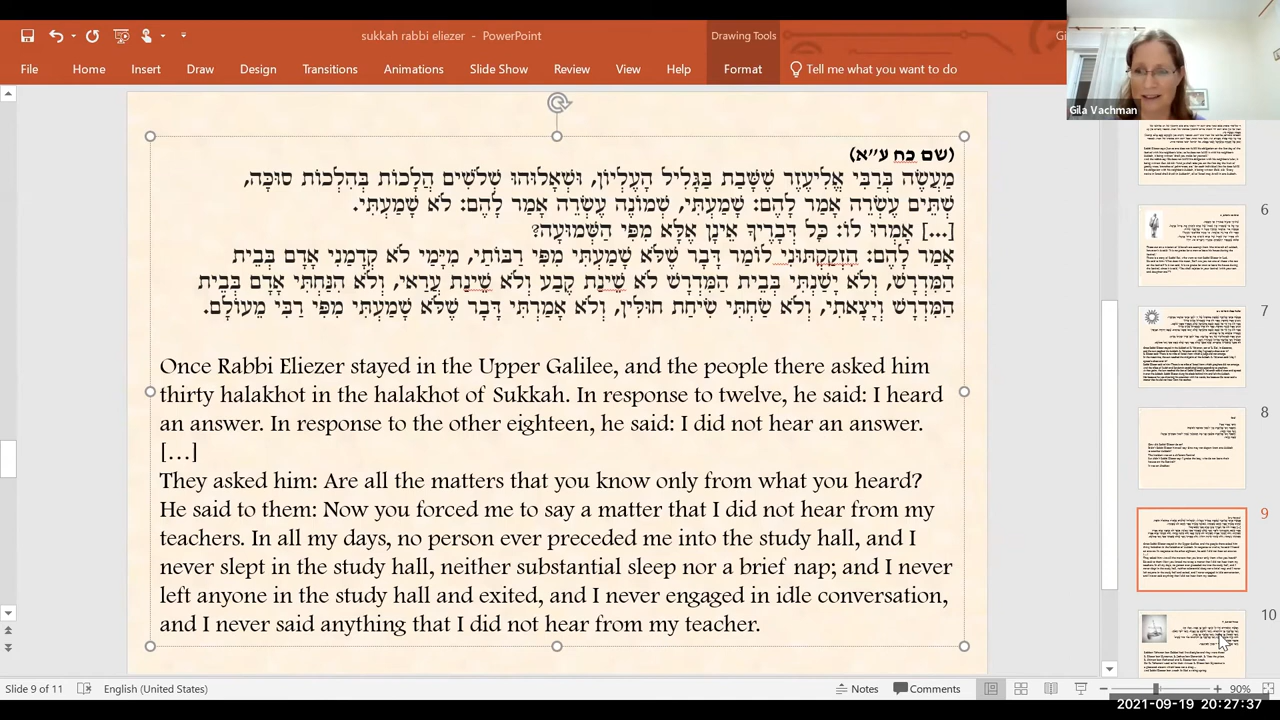 sukkah rabbi eliezer - PowerPoint
Drawing Tools
File Home Insert Draw Design Transitions Animations Slide Show Review View Help Format Tell me what you want to do
Gila Vachman
(שם כח ע״א)
מַעֲשֶׂה בְּרַבִּי אֱלִיעֶזֶר שֶׁשָּׁבַת בַּגָּלִיל הָעֶלְיוֹן, וּשְׁאָלוּהוּ שְׁלֹשִׁים הֲלָכוֹת בְּהִלְכוֹת סוּכָּה,
שְׁתֵּים עֶשְׂרֵה אָמַר לָהֶם: שָׁמַעְתִּי, שְׁמוֹנֶה עֶשְׂרֵה אָמַר לָהֶם: לֹא שָׁמַעְתִּי.
[...] אָמְרוּ לוֹ: כׇּל דְּבָרֶיךָ אֵינָן אֶלָּא מִפִּי הַשְּׁמוּעָה?
אָמַר לָהֶם: הִזְקַקְתּוּנִי לוֹמַר דָּבָר שֶׁלֹּא שָׁמַעְתִּי מִפִּי רַבּוֹתַי, מִיָּמַי לֹא קְדָמַנִי אָדָם בְּבֵית
הַמִּדְרָשׁ, וְלֹא יָשַׁנְתִּי בְּבֵית הַמִּדְרָשׁ לֹא שֵׁינַת קֶבַע וְלֹא שֵׁינַת עֲרַאי, וְלֹא הִנַּחְתִּי אָדָם בְּבֵית
הַמִּדְרָשׁ וְיָצָאתִי, וְלֹא שַׂחְתִּי שִׂיחַת חוּלִּין, וְלֹא אָמַרְתִּי דָּבָר שֶׁלֹּא שָׁמַעְתִּי מִפִּי רַבִּי מֵעוֹלָם.
Once Rabbi Eliezer stayed in the Upper Galilee, and the people there asked him
thirty halakhot in the halakhot of Sukkah. In response to twelve, he said: I heard
an answer. In response to the other eighteen, he said: I did not hear an answer.
[…]
They asked him: Are all the matters that you know only from what you heard?
He said to them: Now you forced me to say a matter that I did not hear from my
teachers. In all my days, no person ever preceded me into the study hall, and I
never slept in the study hall, neither substantial sleep nor a brief nap; and I never
left anyone in the study hall and exited, and I never engaged in idle conversation,
and I never said anything that I did not hear from my teacher.
6
7
8
9
10
Slide 9 of 11 English (United States) Notes Comments 90%
2021-09-19 20:27:37